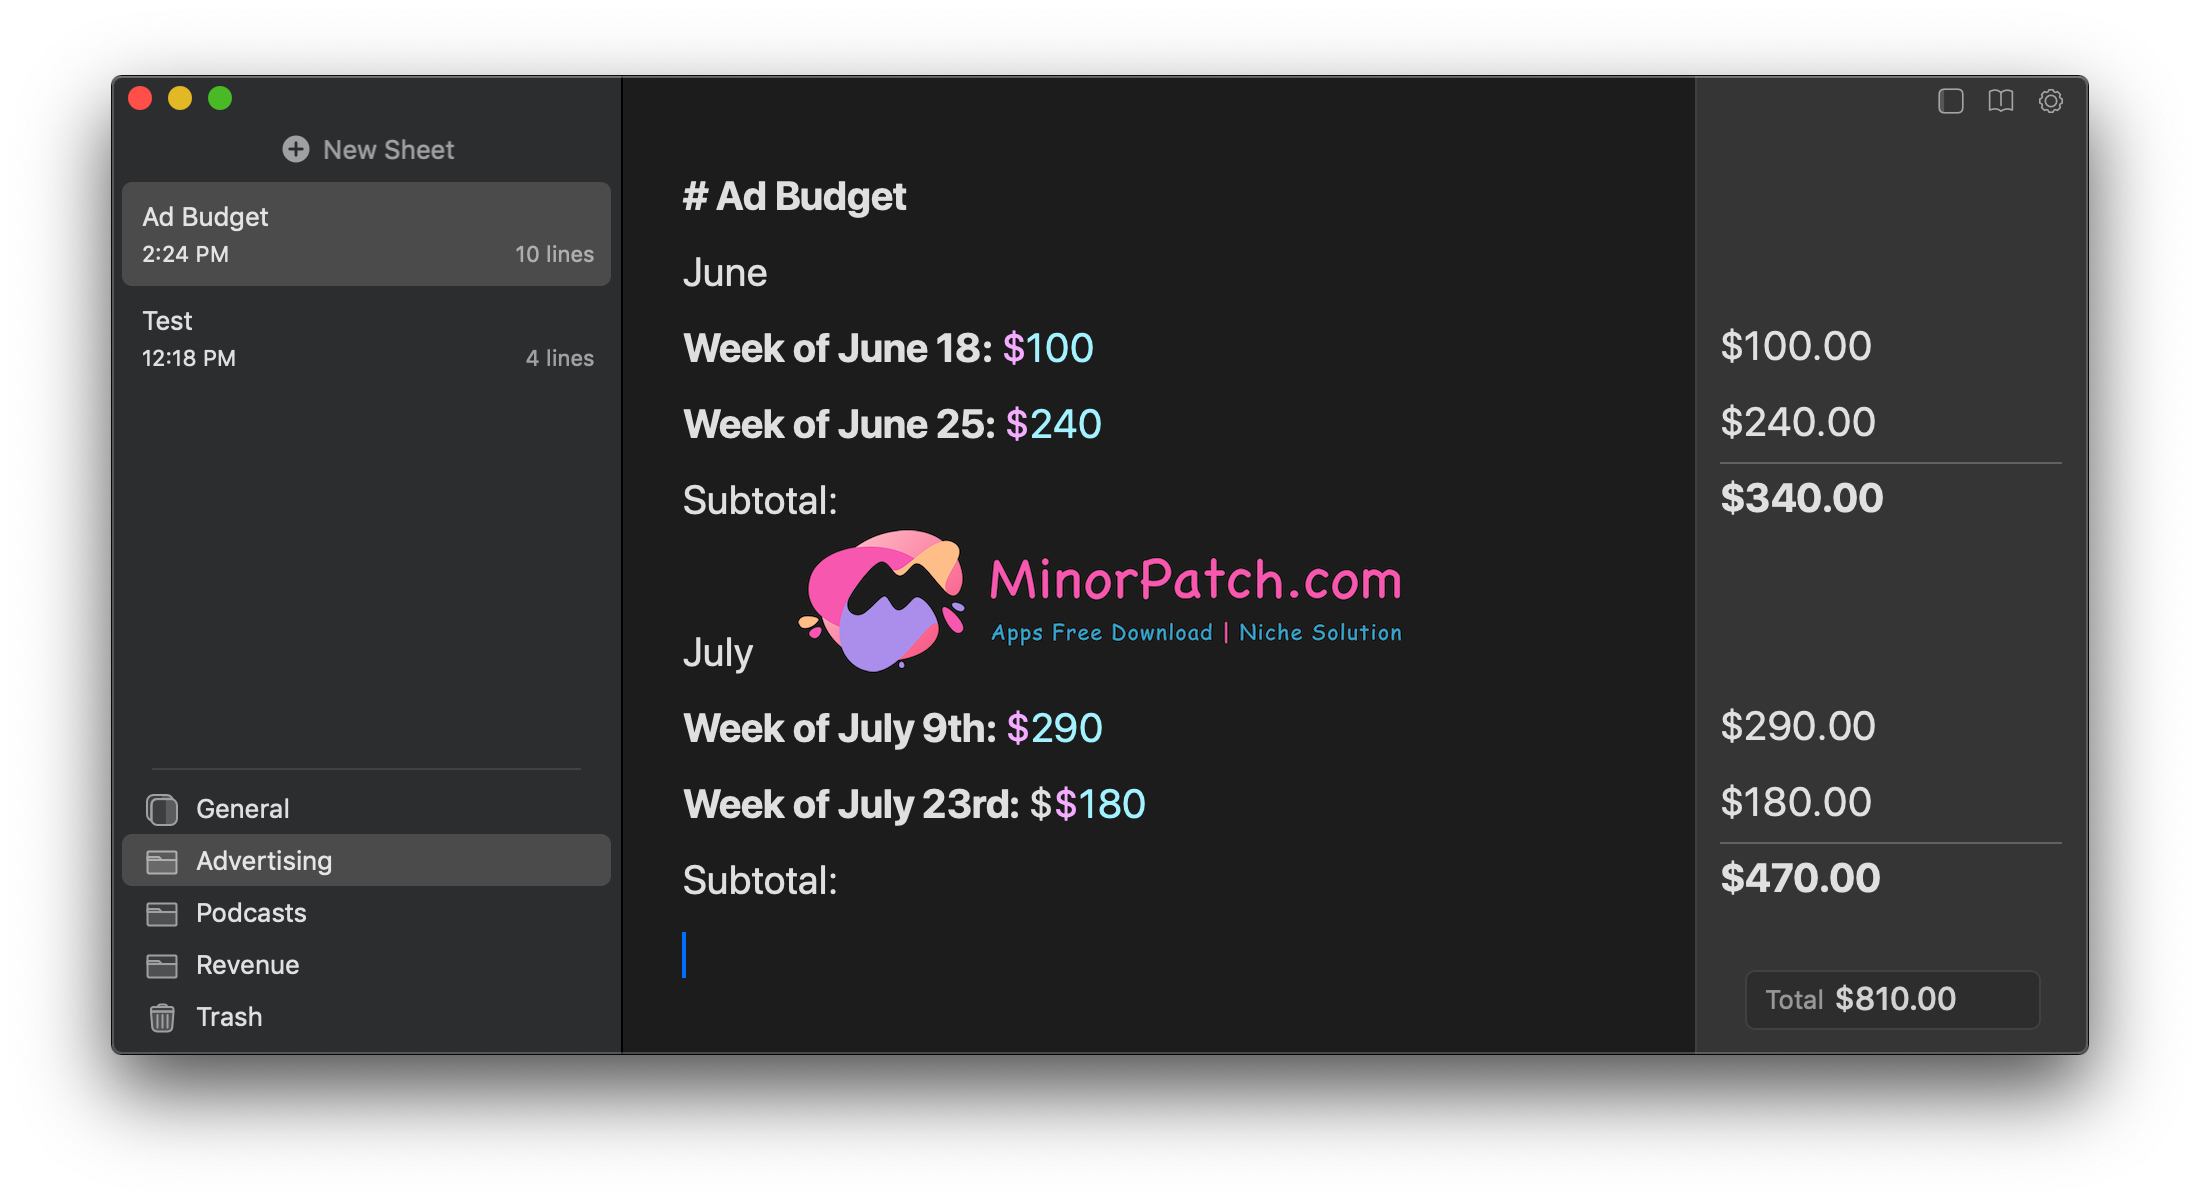 New Sheet
Ad Budget
2:24 PM 10 lines
Test
12:18 PM 4 lines
General
Advertising
Podcasts
Revenue
Trash
# Ad Budget
June
Week of June 18: $100 $100.00
Week of June 25: $240 $240.00
Subtotal: $340.00
MinorPatch.com
Apps Free Download | Niche Solution
July
Week of July 9th: $290 $290.00
Week of July 23rd: $$180 $180.00
Subtotal: $470.00
Total $810.00